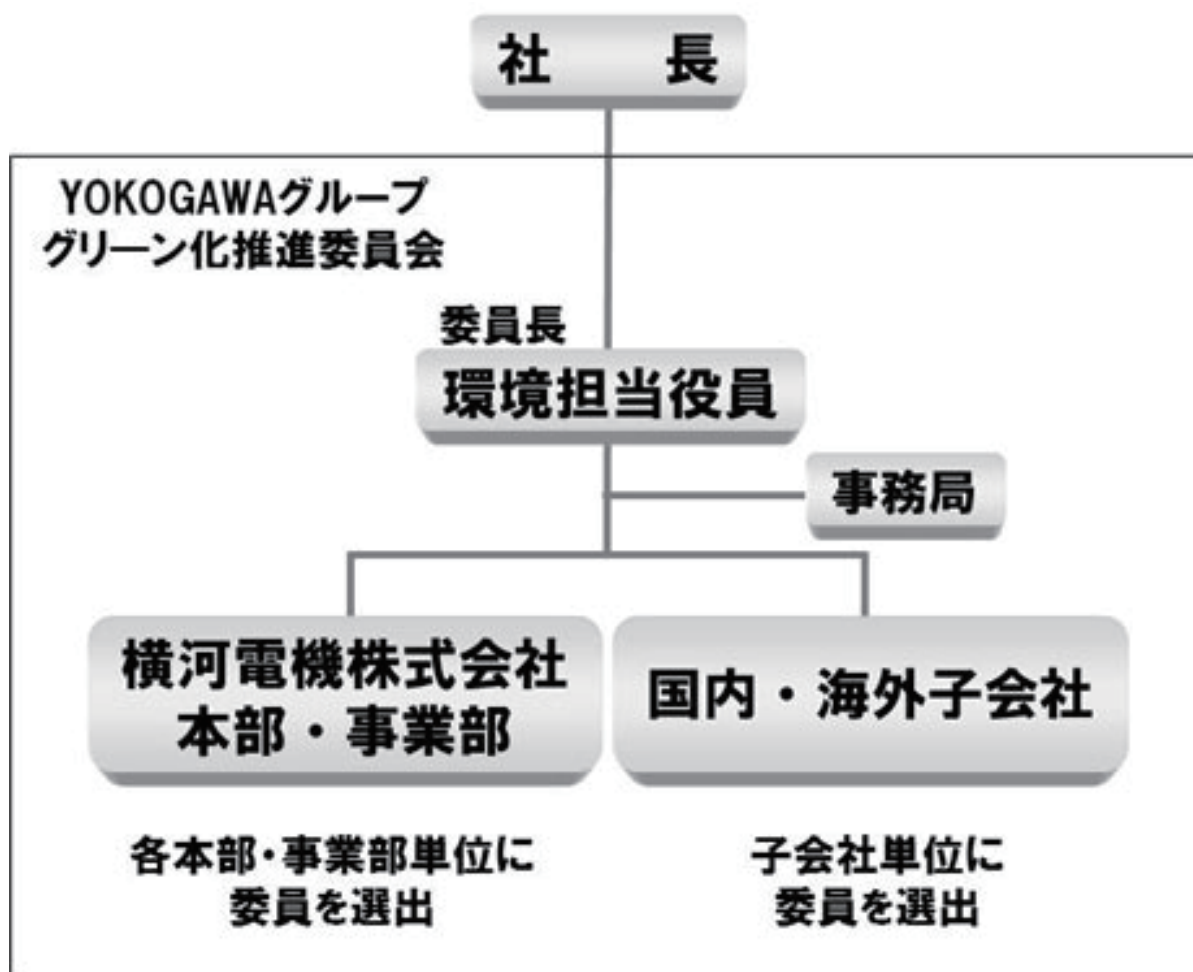 社　　長
YOKOGAWAグループ
グリーン化推進委員会
委員長
環境担当役員
事務局
横河電機株式会社
本部・事業部
国内・海外子会社
各本部・事業部単位に
委員を選出
子会社単位に
委員を選出